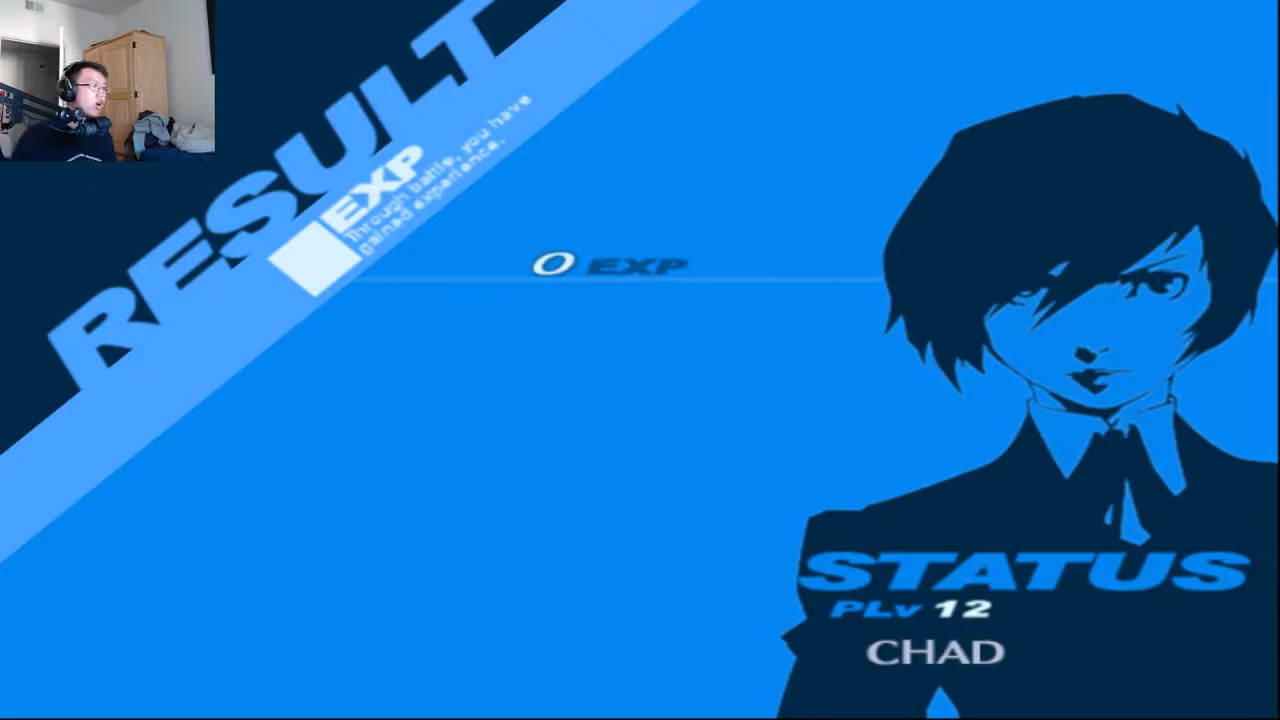 RESULT
EXP
Through battle, you have
gained experience.
0 EXP
STATUS
PLv 12
CHAD